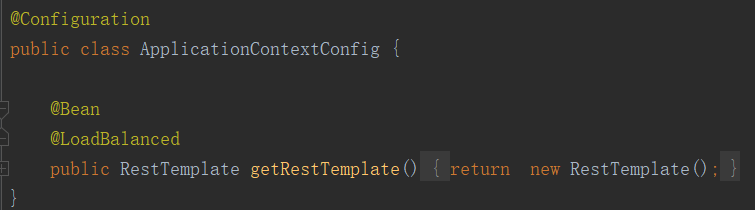 @Configuration
public class ApplicationContextConfig {
@Bean
@LoadBalanced
public RestTemplate getRestTemplate() { return  new RestTemplate(); }
}